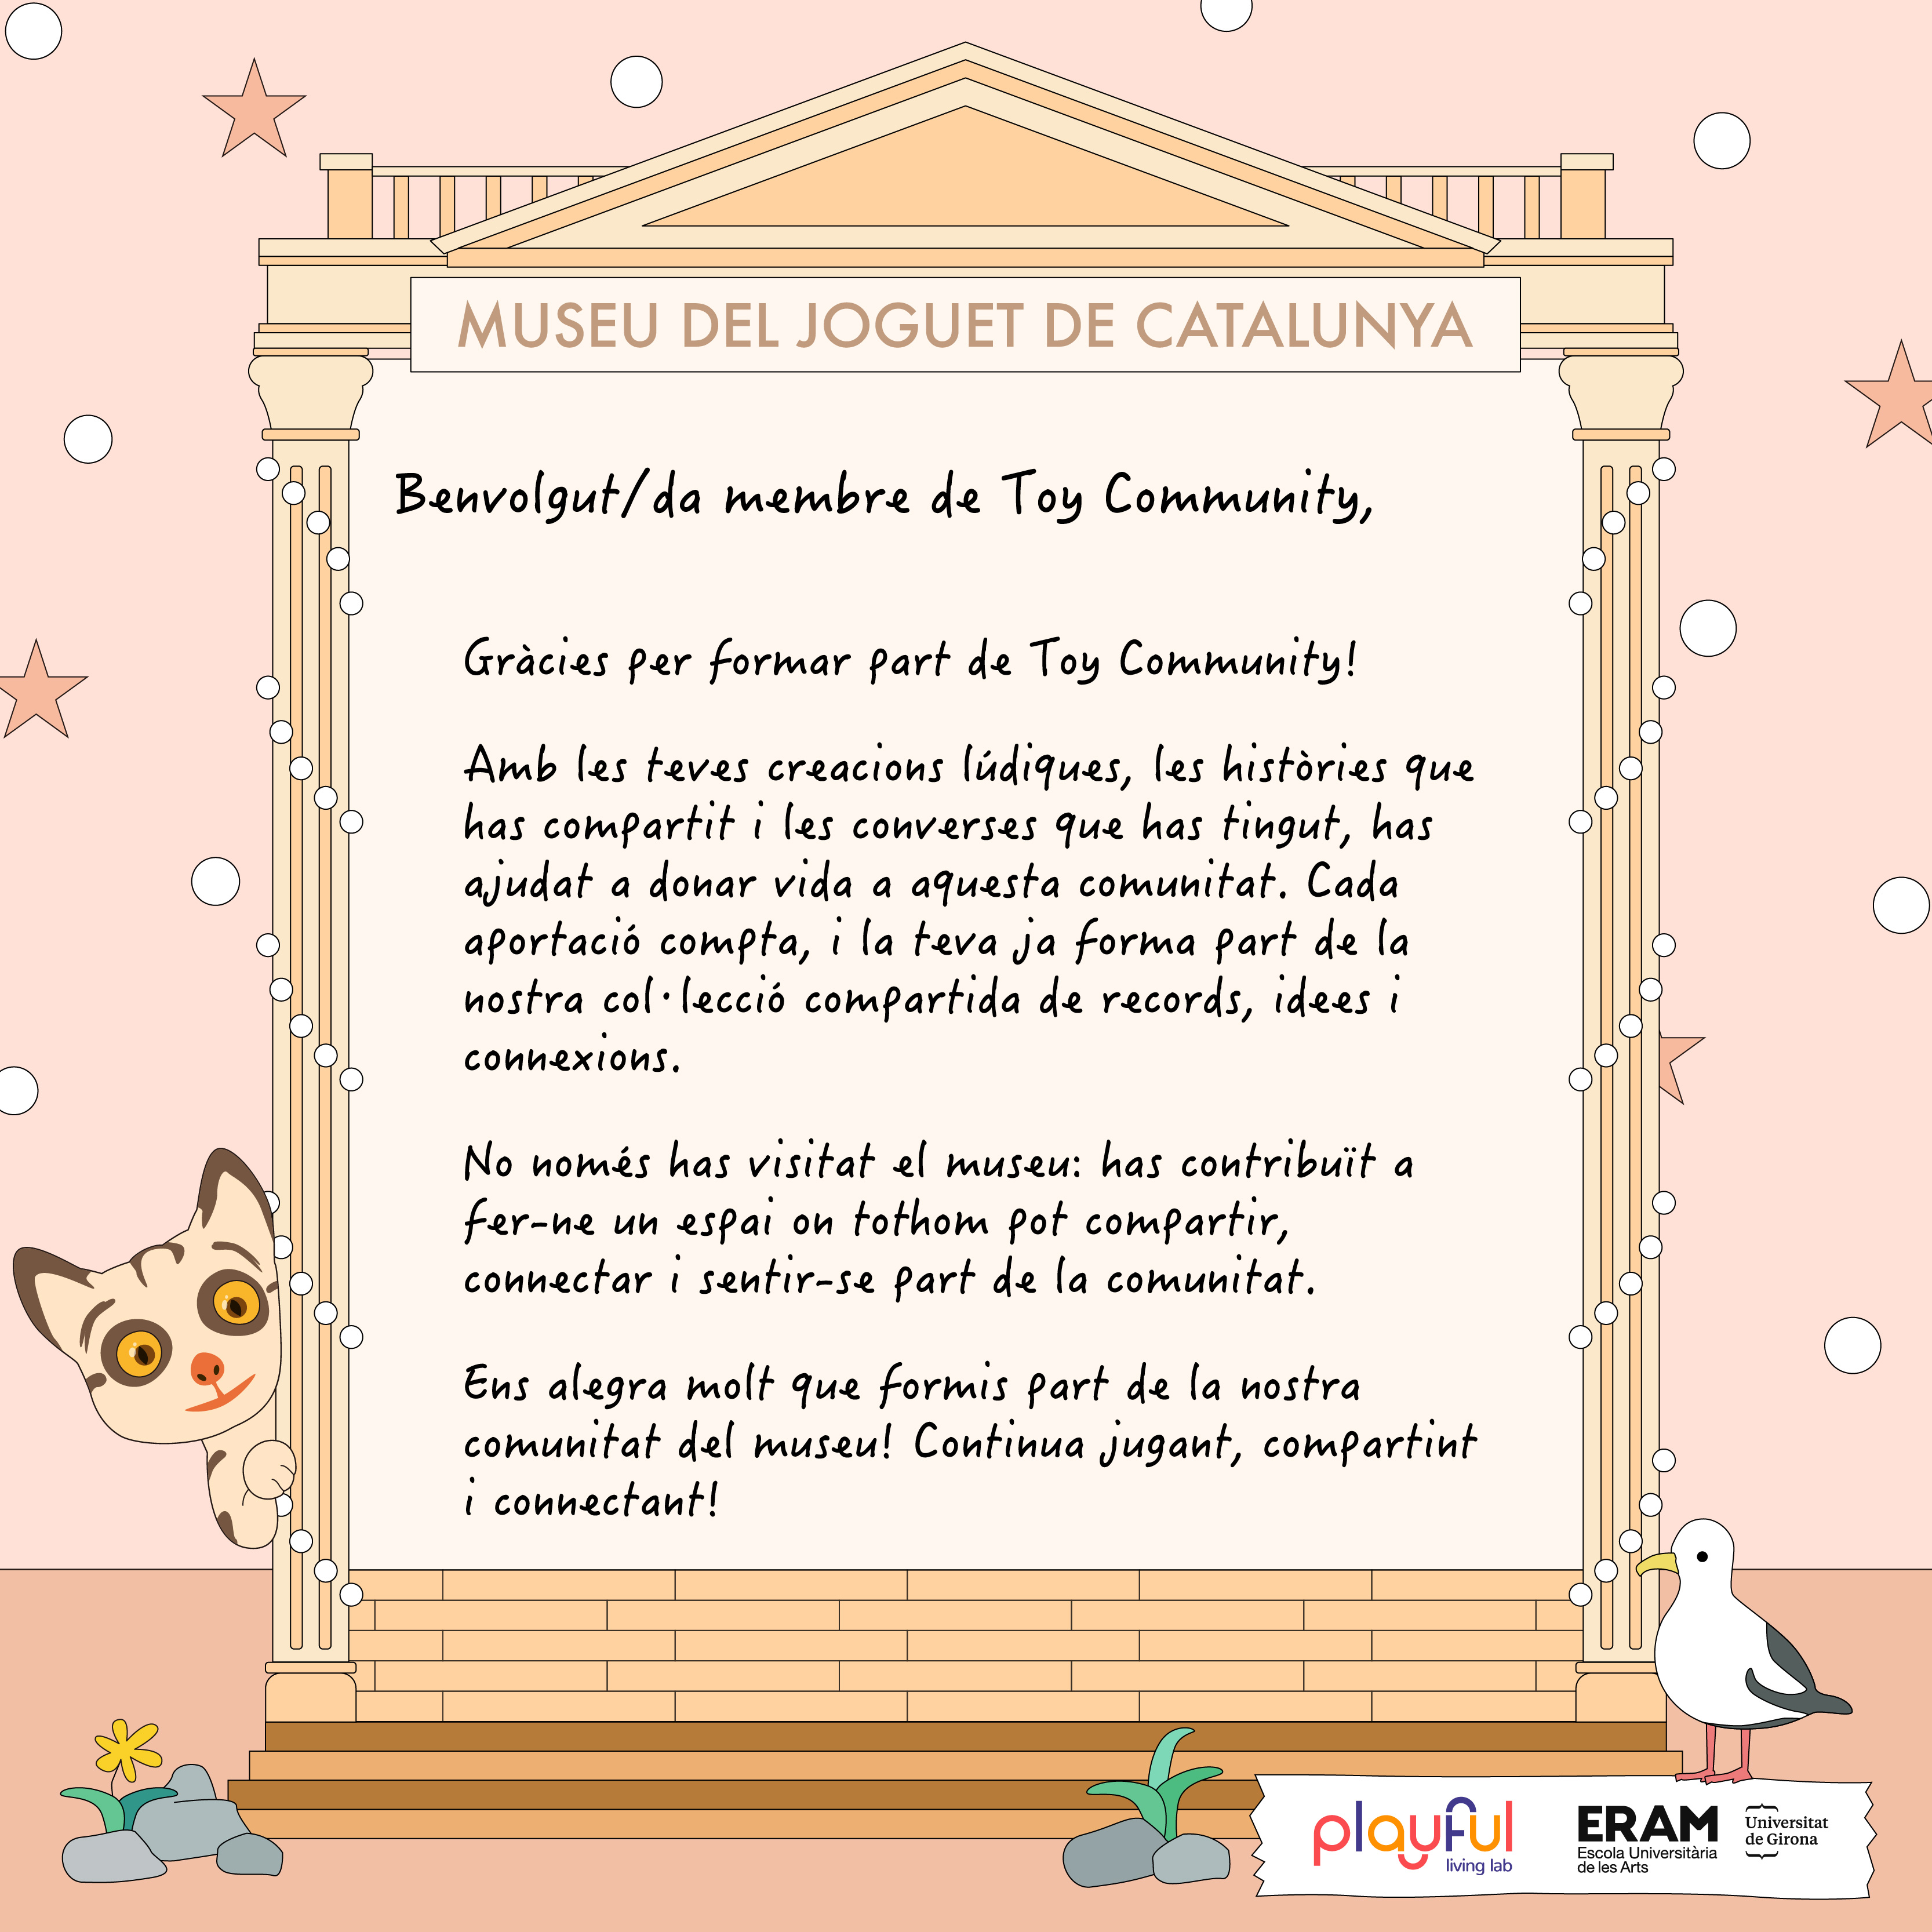 MUSEU DEL JOGUET DE CATALUNYA
Benvolgut/da membre de Toy Community,
Gràcies per formar part de Toy Community!
Amb les teves creacions lúdiques, les històries que
has compartit i les converses que has tingut, has
ajudat a donar vida a aquesta comunitat. Cada
aportació compta, i la teva ja forma part de la
nostra col·lecció compartida de records, idees i
connexions.
No només has visitat el museu: has contribuït a
fer-ne un espai on tothom pot compartir,
connectar i sentir-se part de la comunitat.
Ens alegra molt que formis part de la nostra
comunitat del museu! Continua jugant, compartint
i connectant!
playful
living lab
ERAM
Escola Universitària
de les Arts
Universitat
de Girona